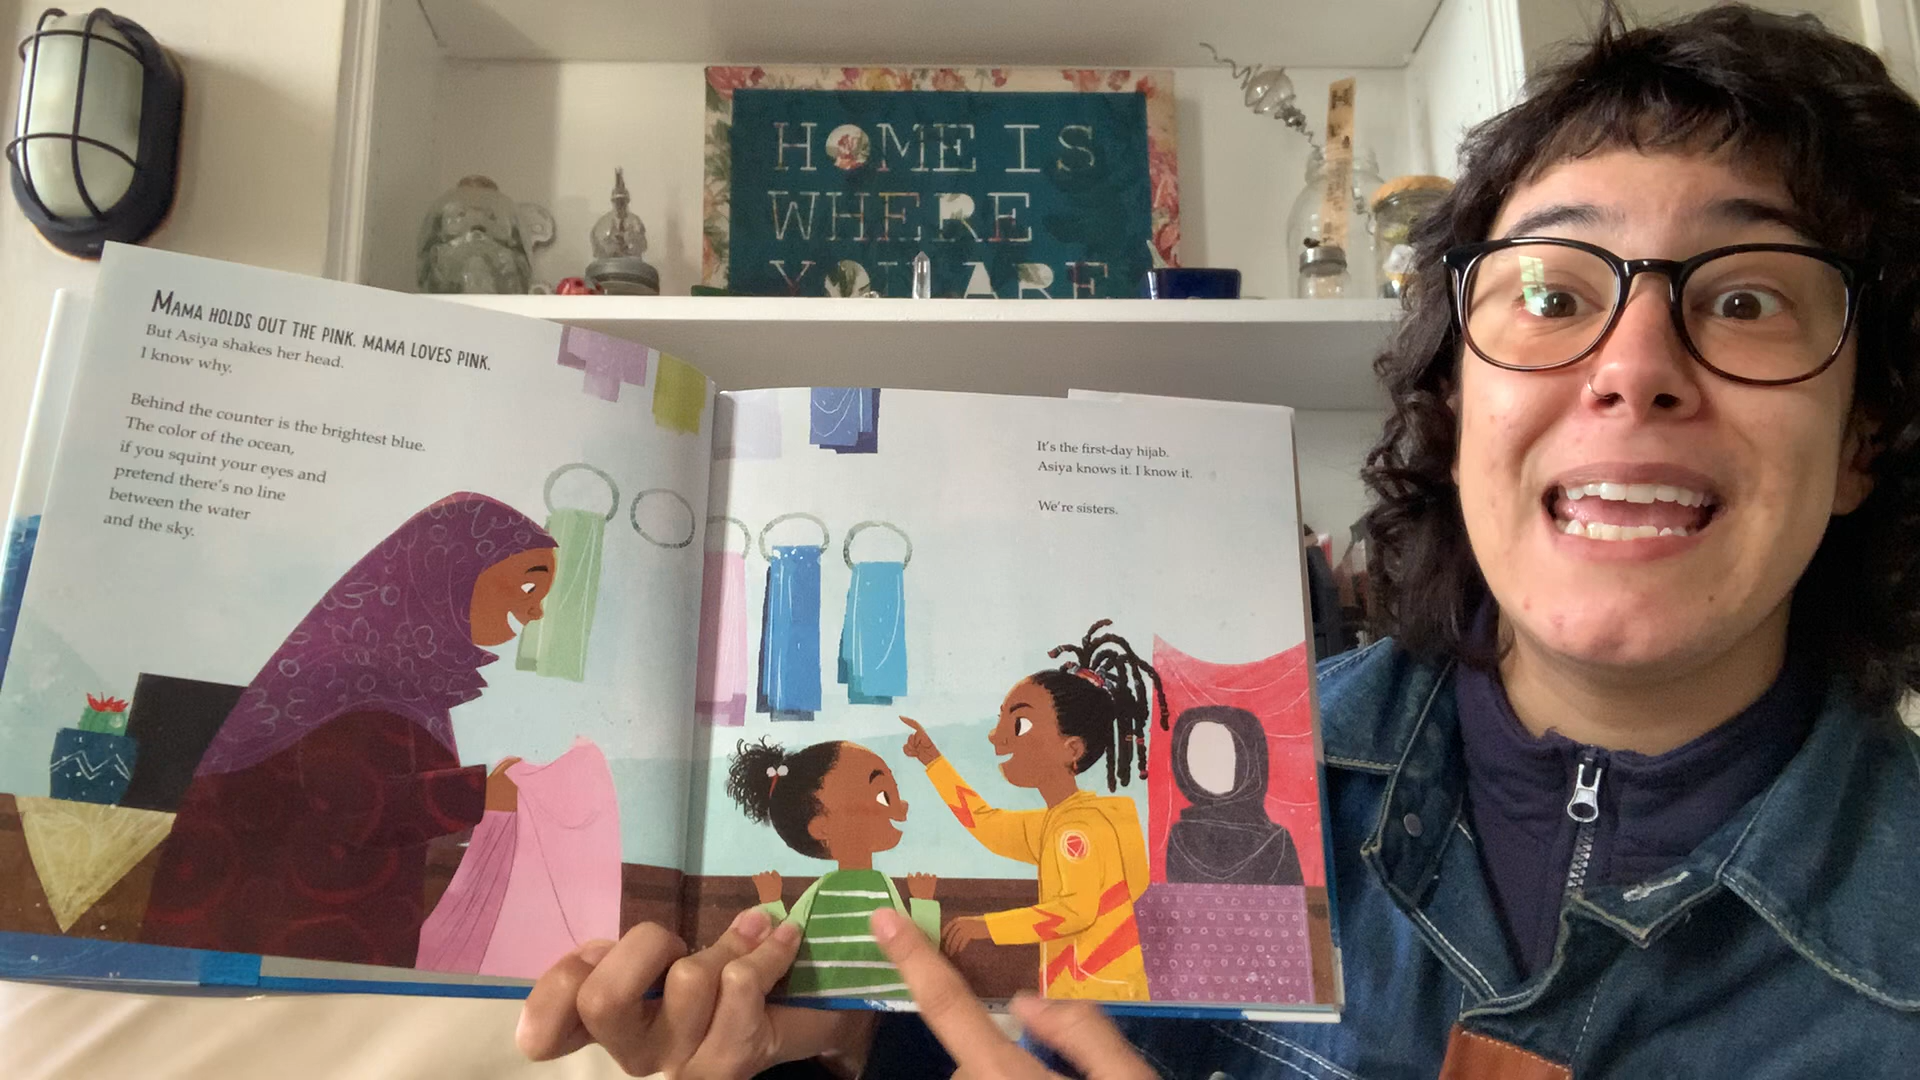 HOME IS
WHERE
YOU ARE
MAMA HOLDS OUT THE PINK. MAMA LOVES PINK.
But Asiya shakes her head.
I know why.
Behind the counter is the brightest blue.
The color of the ocean,
if you squint your eyes and
pretend there's no line
between the water
and the sky.
It's the first-day hijab.
Asiya knows it. I know it.
We're sisters.